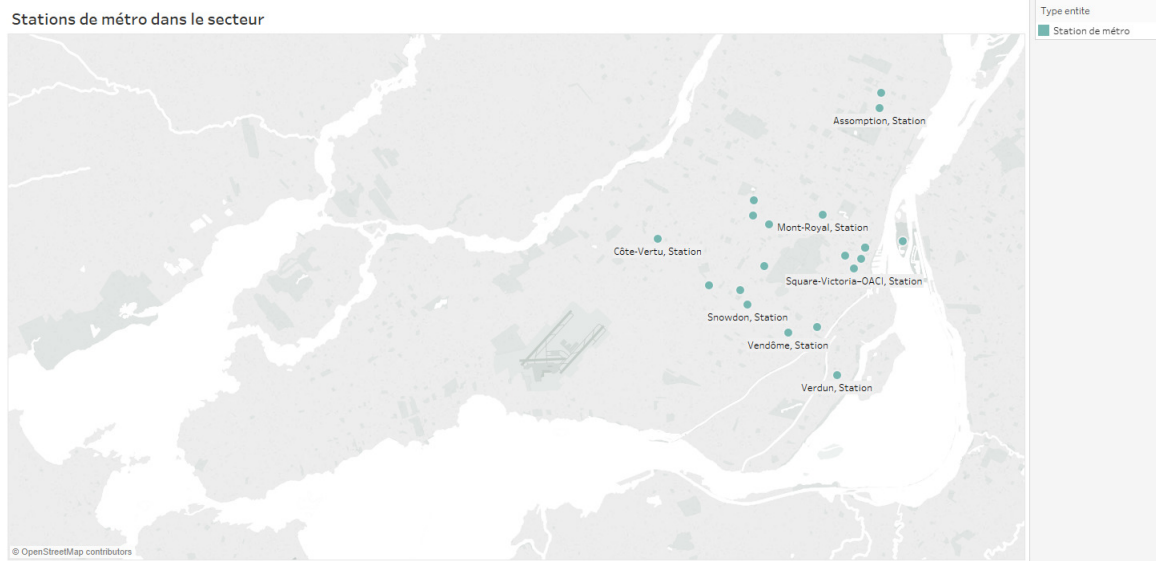 Stations de métro dans le secteur
Type entite
Station de métro
Assomption, Station
Mont-Royal, Station
Côte-Vertu, Station
Square-Victoria–OACI, Station
Snowdon, Station
Vendôme, Station
Verdun, Station
© OpenStreetMap contributors